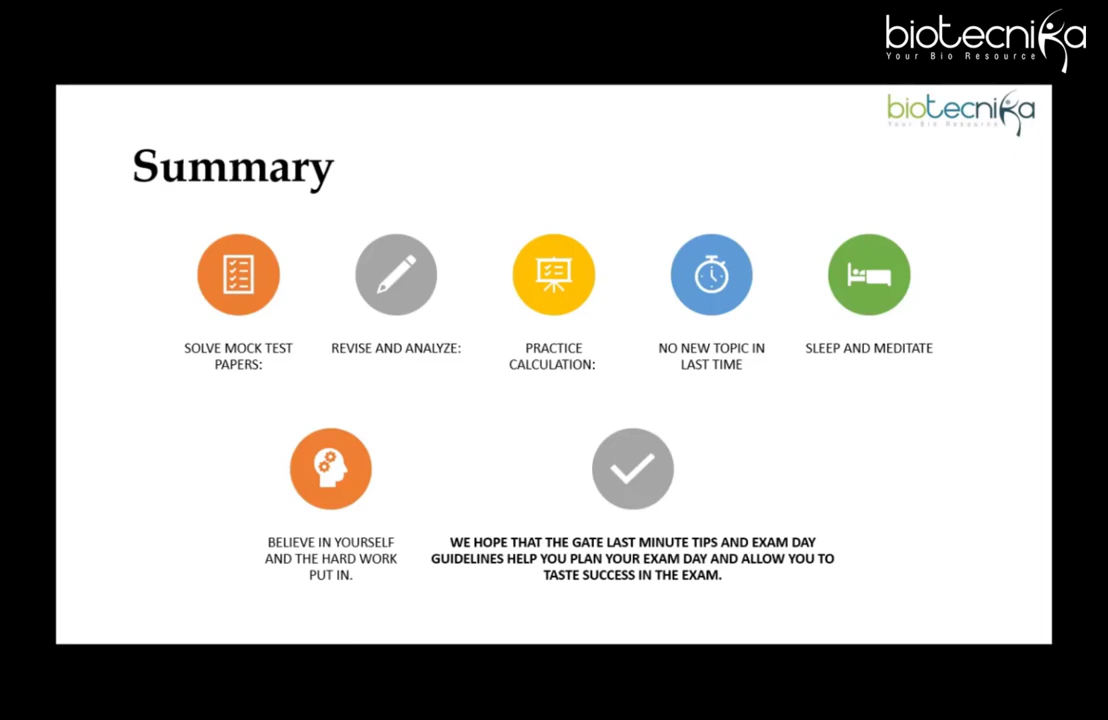 biotecnika
Your Bio Resource
biotecnika
Your Bio Resource
Summary
SOLVE MOCK TEST
PAPERS:
REVISE AND ANALYZE:
PRACTICE
CALCULATION:
NO NEW TOPIC IN
LAST TIME
SLEEP AND MEDITATE
BELIEVE IN YOURSELF
AND THE HARD WORK
PUT IN.
WE HOPE THAT THE GATE LAST MINUTE TIPS AND EXAM DAY
GUIDELINES HELP YOU PLAN YOUR EXAM DAY AND ALLOW YOU TO
TASTE SUCCESS IN THE EXAM.